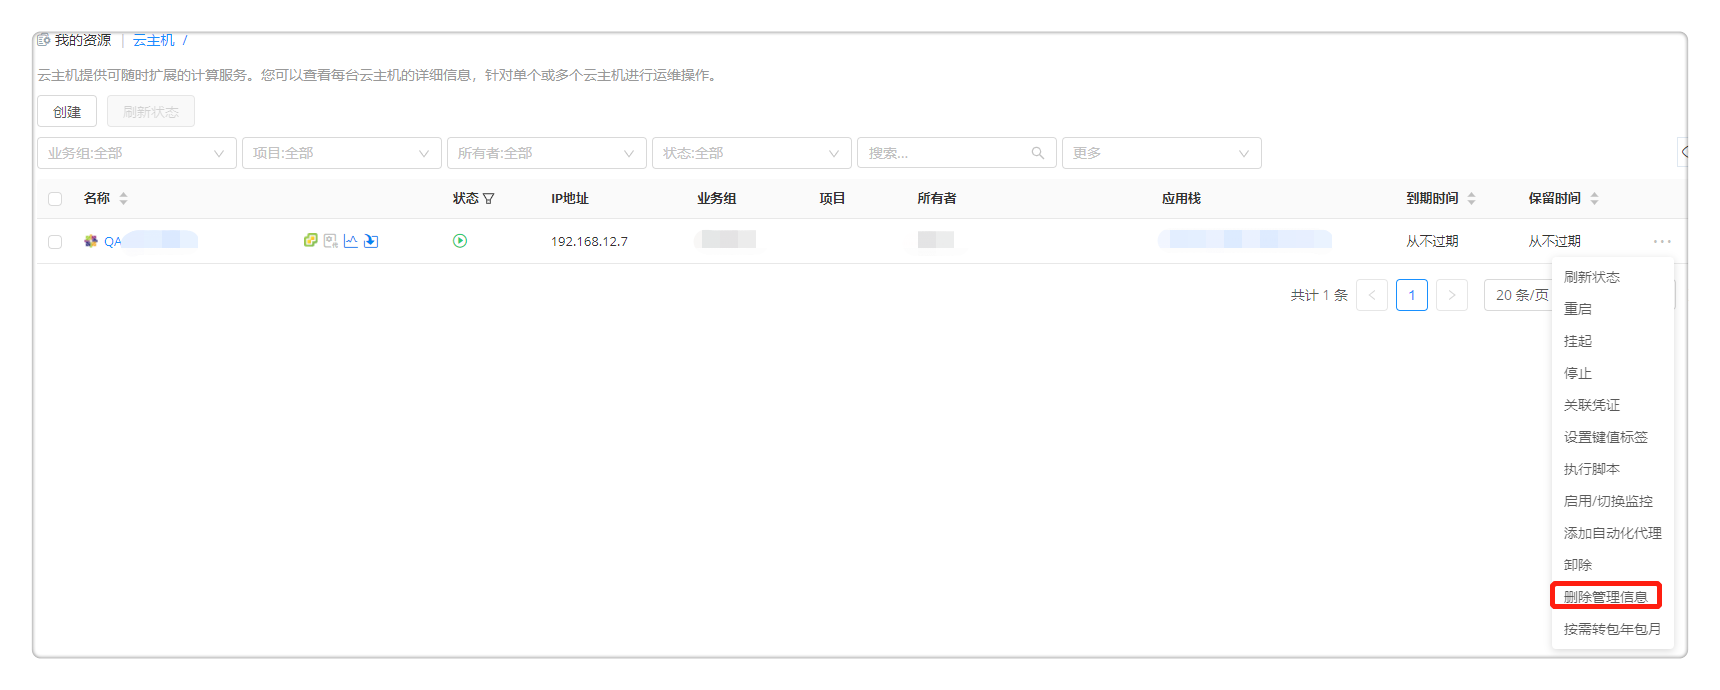 我的资源 云主机 /
云主机提供可随时扩展的计算服务。您可以查看每台云主机的详细信息，针对单个或多个云主机进行运维操作。
创建 刷新状态
业务组:全部 项目:全部 所有者:全部 状态:全部 搜索... 更多
名称 状态 IP地址 业务组 项目 所有者 应用栈 到期时间 保留时间
QA 192.168.12.7 从不过期 从不过期 ...
共计 1 条 < 1 > 20 条/页
刷新状态
重启
挂起
停止
关联凭证
设置键值标签
执行脚本
启用/切换监控
添加自动化代理
卸除
删除管理信息
按需转包年包月